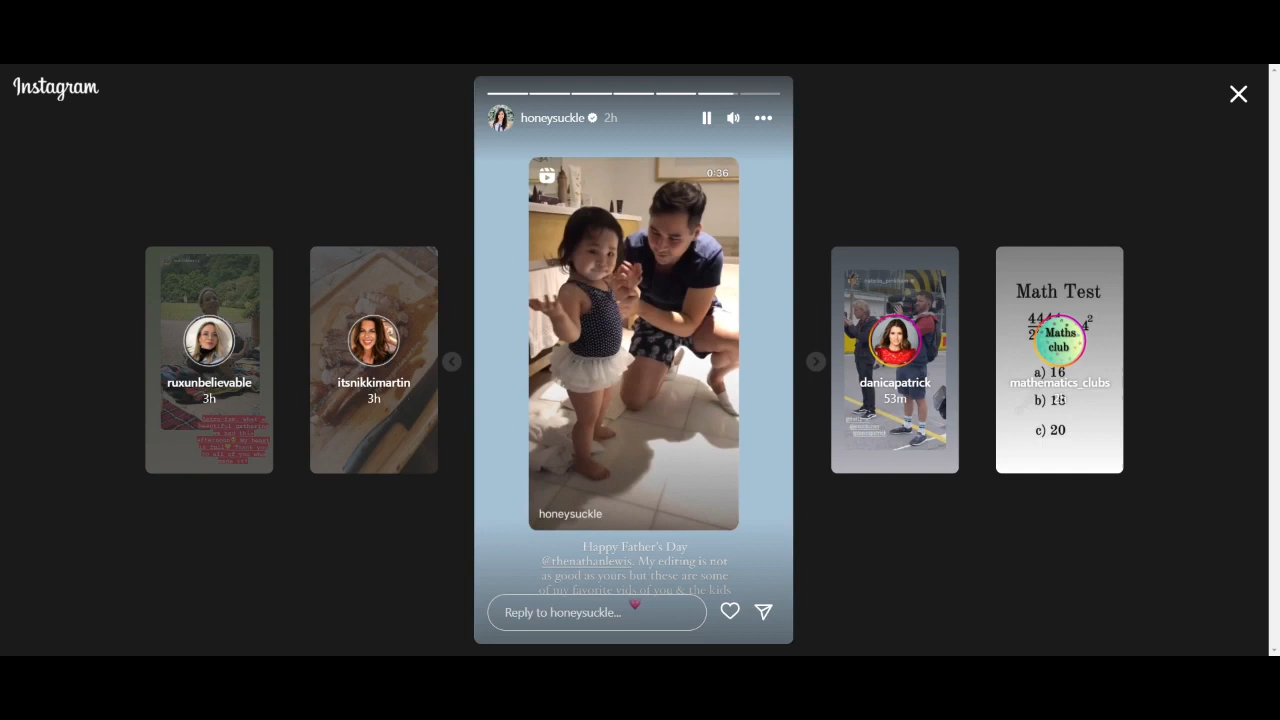 Instagram
honeysuckle 2h
0:36
honeysuckle
Happy Father's Day
@thenathanlewis. My editing is not
as good as yours but these are some
of my favorite vids of you & the kids
Reply to honeysuckle...
ruxunbelievable
3h
itsnikkimartin
3h
danicapatrick
53m
Math Test
Maths
club
mathematics_clubs
a) 16
b) 18
c) 20